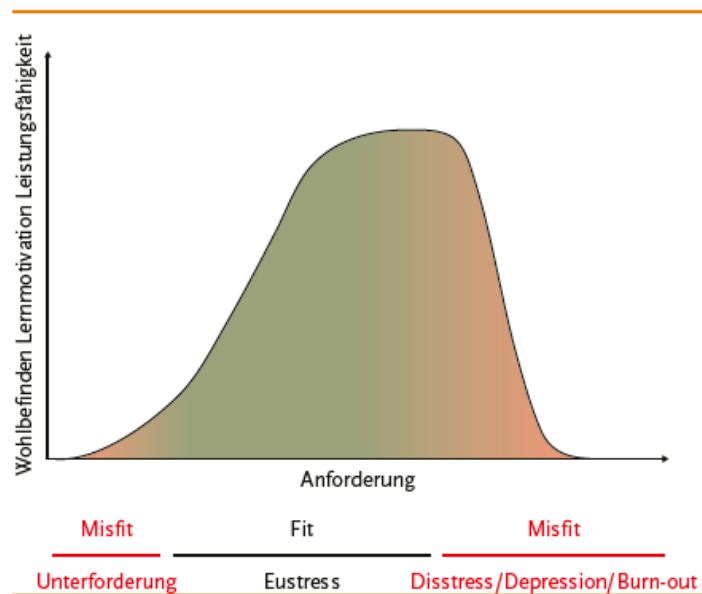 Wohlbefinden Lernmotivation Leistungsfähigkeit
Anforderung
Misfit Fit Misfit
Unterforderung Eustress Disstress/Depression/Burn-out